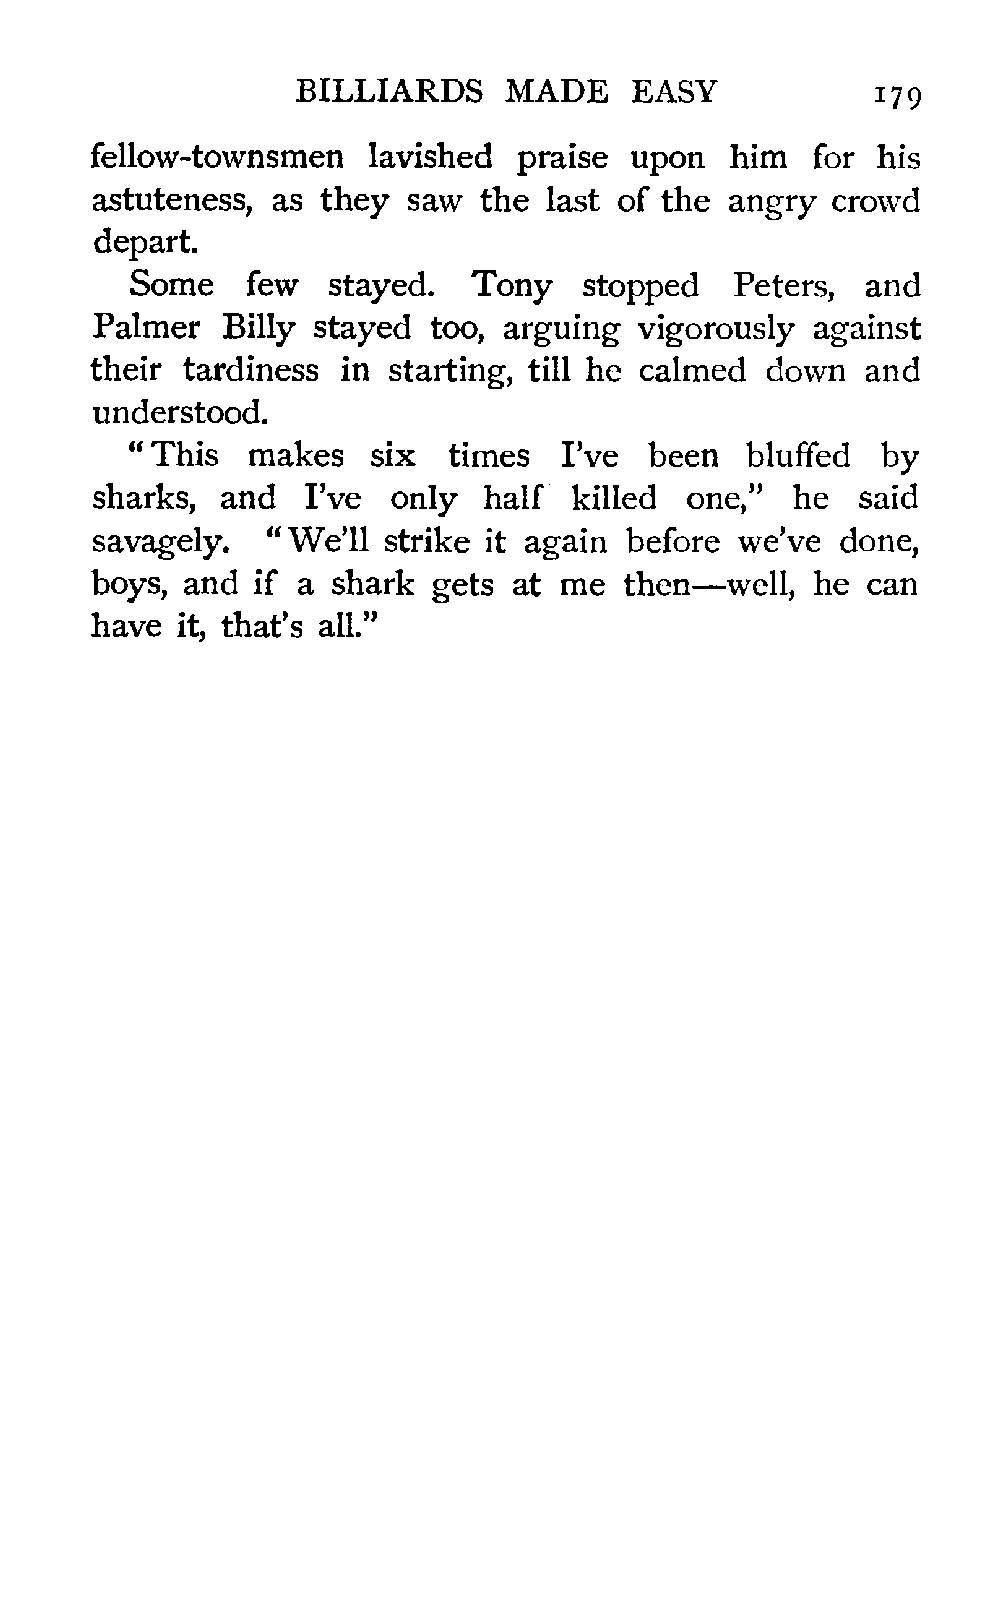 BILLIARDS MADE EASY 179
fellow-townsmen lavished praise upon him for his
astuteness, as they saw the last of the angry crowd
depart.
Some few stayed. Tony stopped Peters, and
Palmer Billy stayed too, arguing vigorously against
their tardiness in starting, till he calmed down and
understood.
“This makes six times I’ve been bluffed by
sharks, and I’ve only half killed one,” he said
savagely. “We’ll strike it again before we’ve done,
boys, and if a shark gets at me then—well, he can
have it, that’s all.”